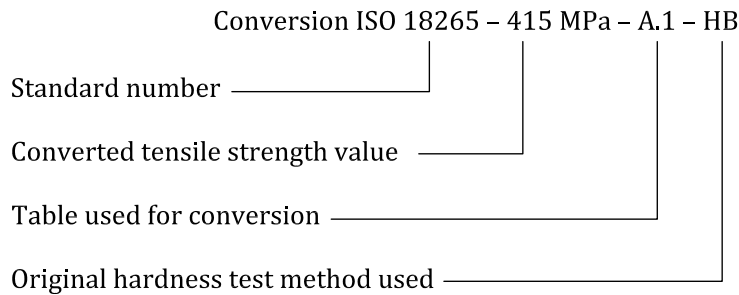 Conversion ISO 18265 – 415 MPa – A.1 – HB
Standard number
Converted tensile strength value
Table used for conversion
Original hardness test method used